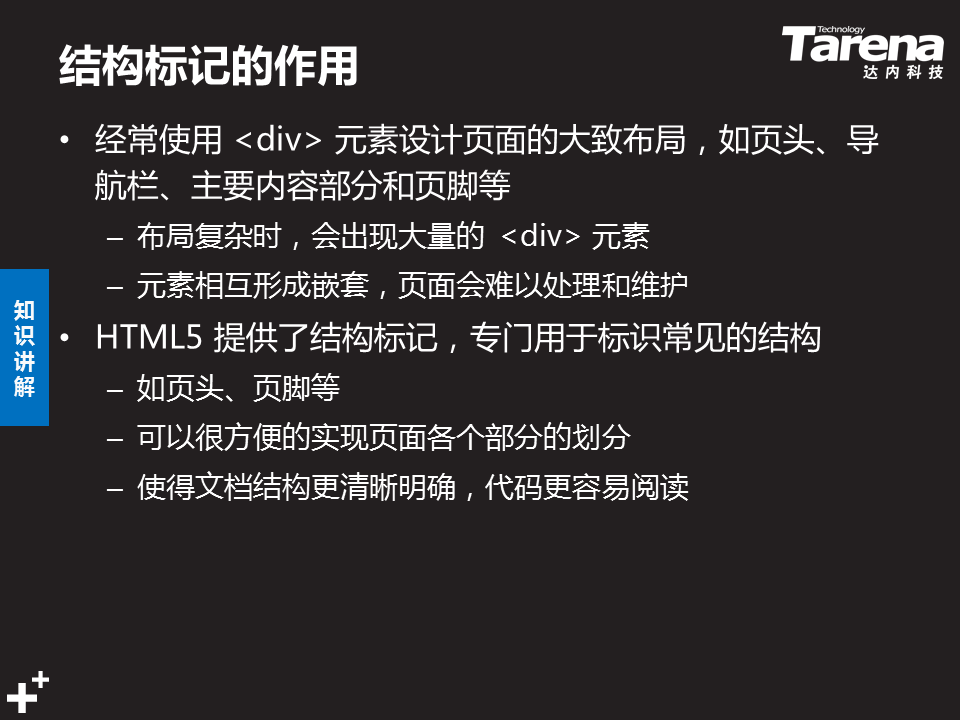 结构标记的作用
Technology
Tarena
达内科技
• 经常使用 <div> 元素设计页面的大致布局，如页头、导
航栏、主要内容部分和页脚等
– 布局复杂时，会出现大量的 <div> 元素
– 元素相互形成嵌套，页面会难以处理和维护
• HTML5 提供了结构标记，专门用于标识常见的结构
– 如页头、页脚等
– 可以很方便的实现页面各个部分的划分
– 使得文档结构更清晰明确，代码更容易阅读
知
识
讲
解